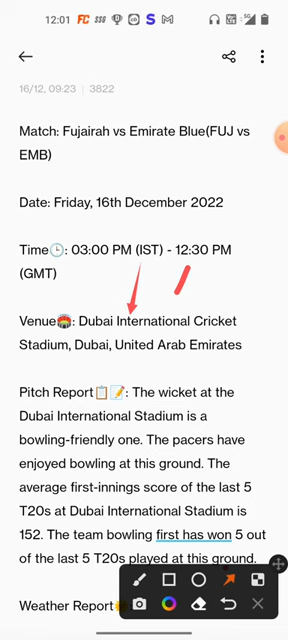 12:01 FC SSG S M 5G
16/12, 09:23 | 3822
Match: Fujairah vs Emirate Blue(FUJ vs
EMB)
Date: Friday, 16th December 2022
Time🕒: 03:00 PM (IST) - 12:30 PM
(GMT)
Venue🏟: Dubai International Cricket
Stadium, Dubai, United Arab Emirates
Pitch Report📋📝: The wicket at the
Dubai International Stadium is a
bowling-friendly one. The pacers have
enjoyed bowling at this ground. The
average first-innings score of the last 5
T20s at Dubai International Stadium is
152. The team bowling first has won 5 out
of the last 5 T20s played at this ground.
Weather Report